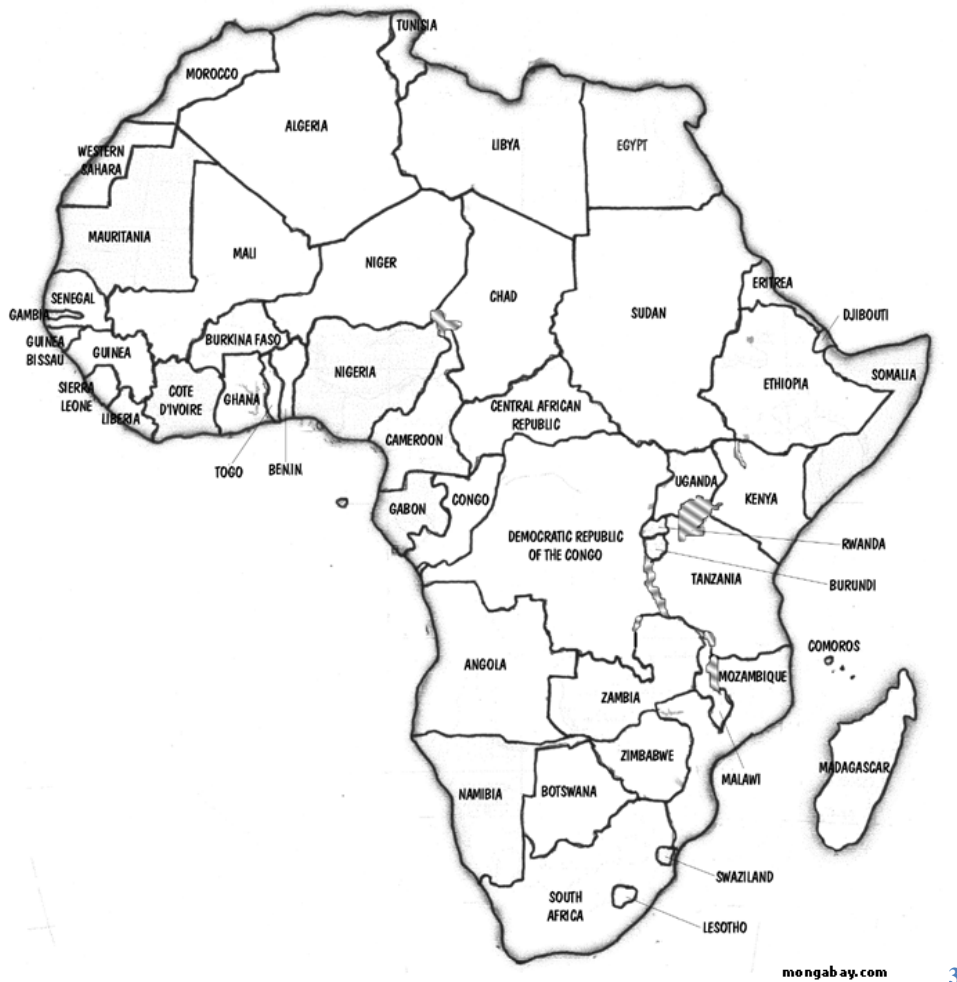 TUNISIA
MOROCCO
ALGERIA
LIBYA
EGYPT
WESTERN
SAHARA
MAURITANIA
MALI
NIGER
CHAD
SUDAN
ERITREA
SENEGAL
GAMBIA
GUINEA
BISSAU
GUINEA
BURKINA FASO
DJIBOUTI
SOMALIA
ETHIOPIA
NIGERIA
SIERRA
LEONE
LIBERIA
COTE
D'IVOIRE
GHANA
TOGO
BENIN
CENTRAL AFRICAN
REPUBLIC
CAMEROON
UGANDA
KENYA
GABON
CONGO
DEMOCRATIC REPUBLIC
OF THE CONGO
RWANDA
BURUNDI
TANZANIA
COMOROS
ANGOLA
ZAMBIA
MOZAMBIQUE
MALAWI
ZIMBABWE
MADAGASCAR
NAMIBIA
BOTSWANA
SWAZILAND
SOUTH
AFRICA
LESOTHO
mongabay.com
3